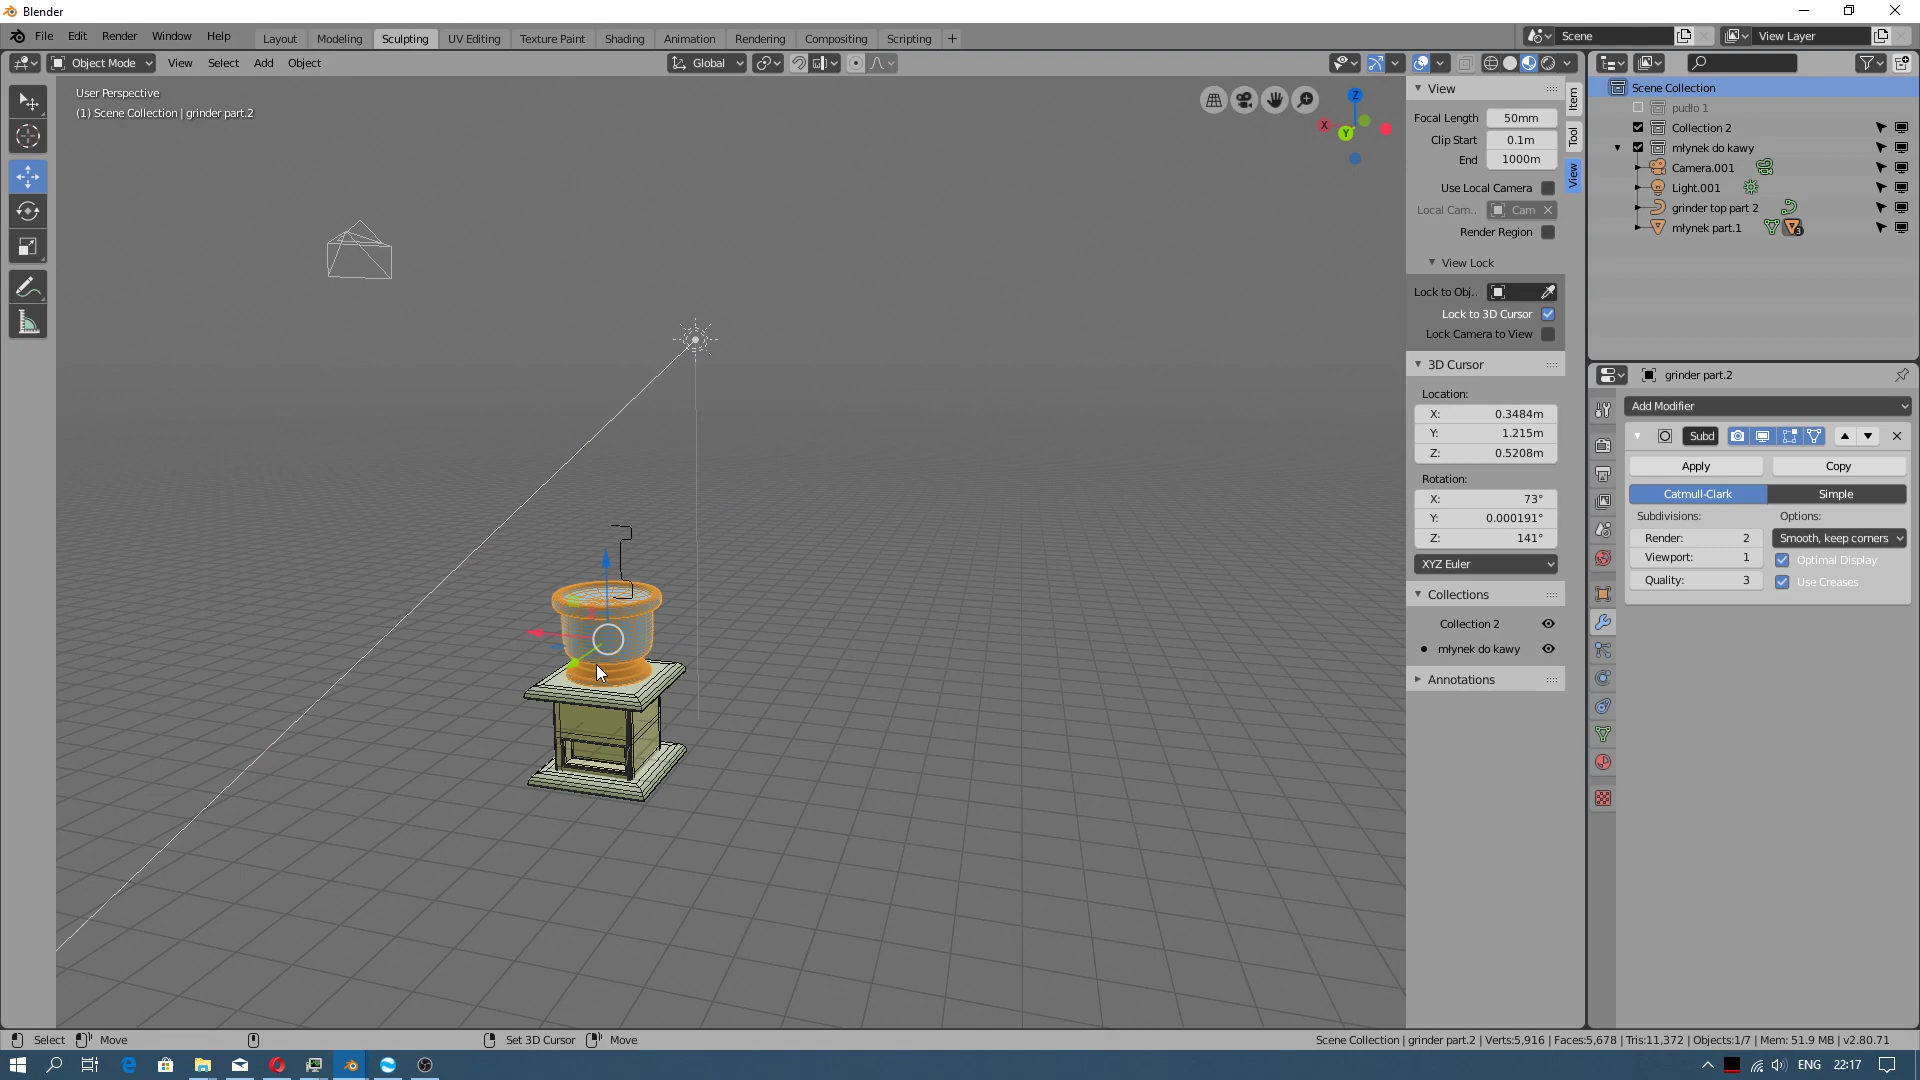 Blender
File Edit Render Window Help
Layout Modeling Sculpting UV Editing Texture Paint Shading Animation Rendering Compositing Scripting +
Scene View Layer
Object Mode View Select Add Object
Global
User Perspective
(1) Scene Collection | grinder part.2
Z
X
Y
View
Focal Length 50mm
Clip Start 0.1m
End 1000m
Use Local Camera
Local Cam.. Cam
Render Region
View Lock
Lock to Obj..
Lock to 3D Cursor
Lock Camera to View
3D Cursor
Location:
X: 0.3484m
Y: 1.215m
Z: 0.5208m
Rotation:
X: 73°
Y: 0.000191°
Z: 141°
XYZ Euler
Collections
Collection 2
młynek do kawy
Annotations
Item
Tool
View
Scene Collection
pudło 1
Collection 2
młynek do kawy
Camera.001
Light.001
grinder top part 2
młynek part.1 3
grinder part.2
Add Modifier
Subd
Apply Copy
Catmull-Clark Simple
Subdivisions: Options:
Render: 2 Smooth, keep corners
Viewport: 1 Optimal Display
Quality: 3 Use Creases
Select Move Set 3D Cursor Move
Scene Collection | grinder part.2 | Verts:5,916 | Faces:5,678 | Tris:11,372 | Objects:1/7 | Mem: 51.9 MB | v2.80.71
ENG 22:17